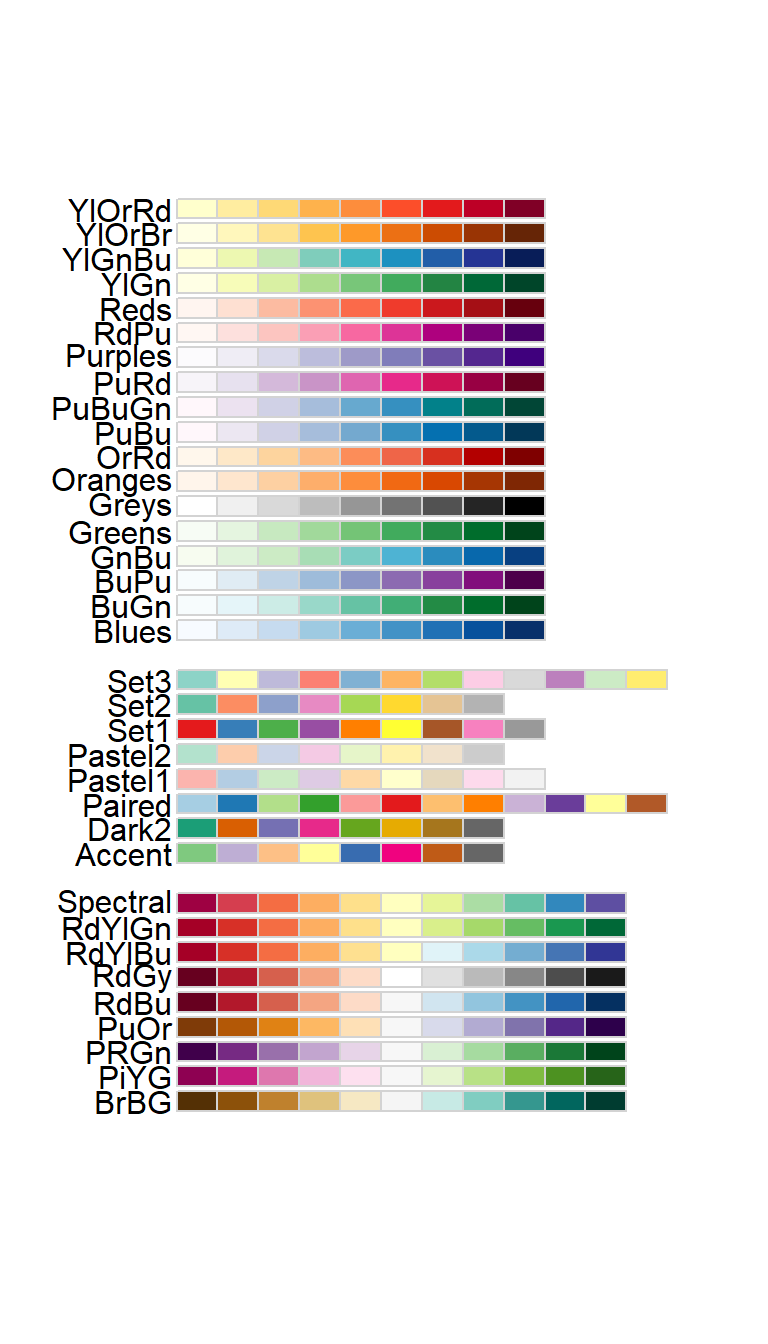 YlOrRd
YlOrBr
YlGnBu
YlGn
Reds
RdPu
Purples
PuRd
PuBuGn
PuBu
OrRd
Oranges
Greys
Greens
GnBu
BuPu
BuGn
Blues
Set3
Set2
Set1
Pastel2
Pastel1
Paired
Dark2
Accent
Spectral
RdYlGn
RdYlBu
RdGy
RdBu
PuOr
PRGn
PiYG
BrBG